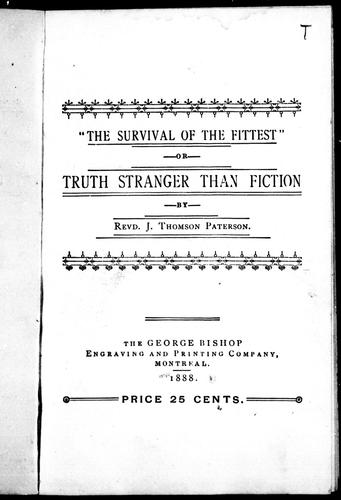 T
"THE SURVIVAL OF THE FITTEST"
—OR—
TRUTH STRANGER THAN FICTION
—BY—
REVD. J. THOMSON PATERSON.
THE GEORGE BISHOP
ENGRAVING AND PRINTING COMPANY,
MONTREAL.
1888.
PRICE 25 CENTS.